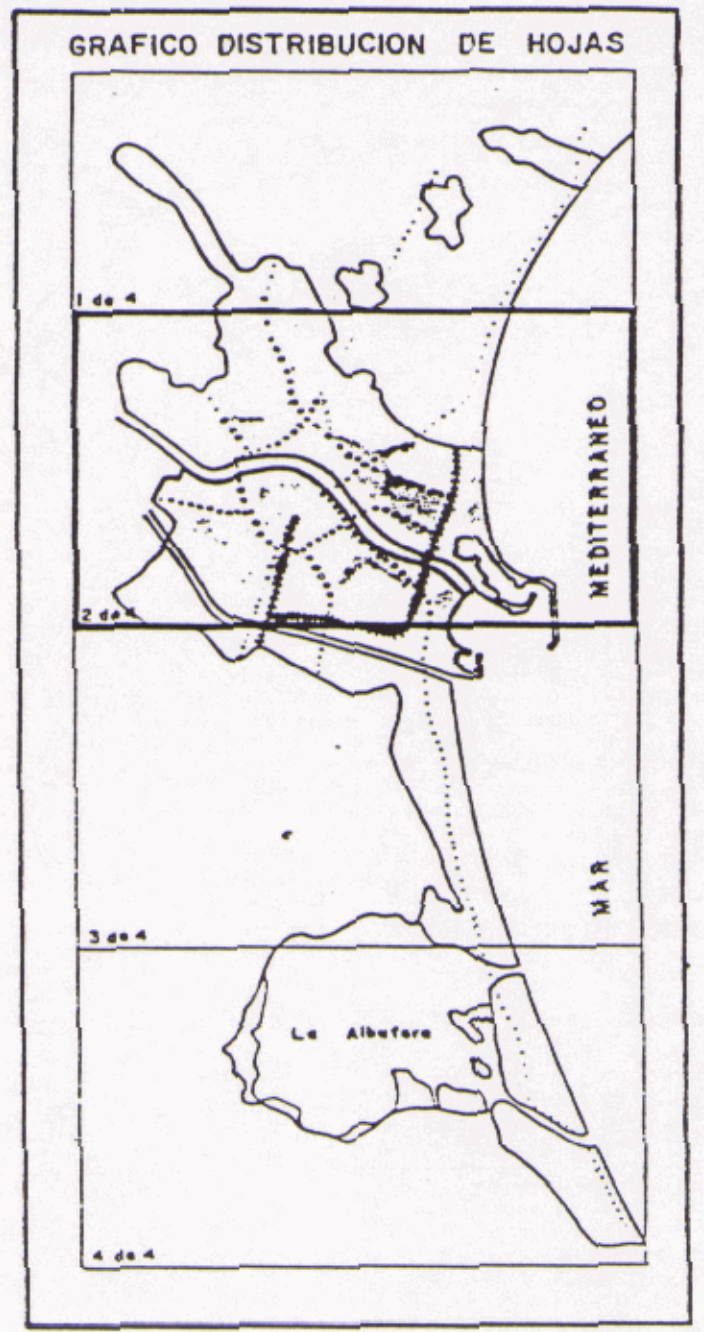 GRAFICO DISTRIBUCION DE HOJAS
1 de 4
MEDITERRANEO
2 de 4
MAR
3 de 4
La Albufera
4 de 4